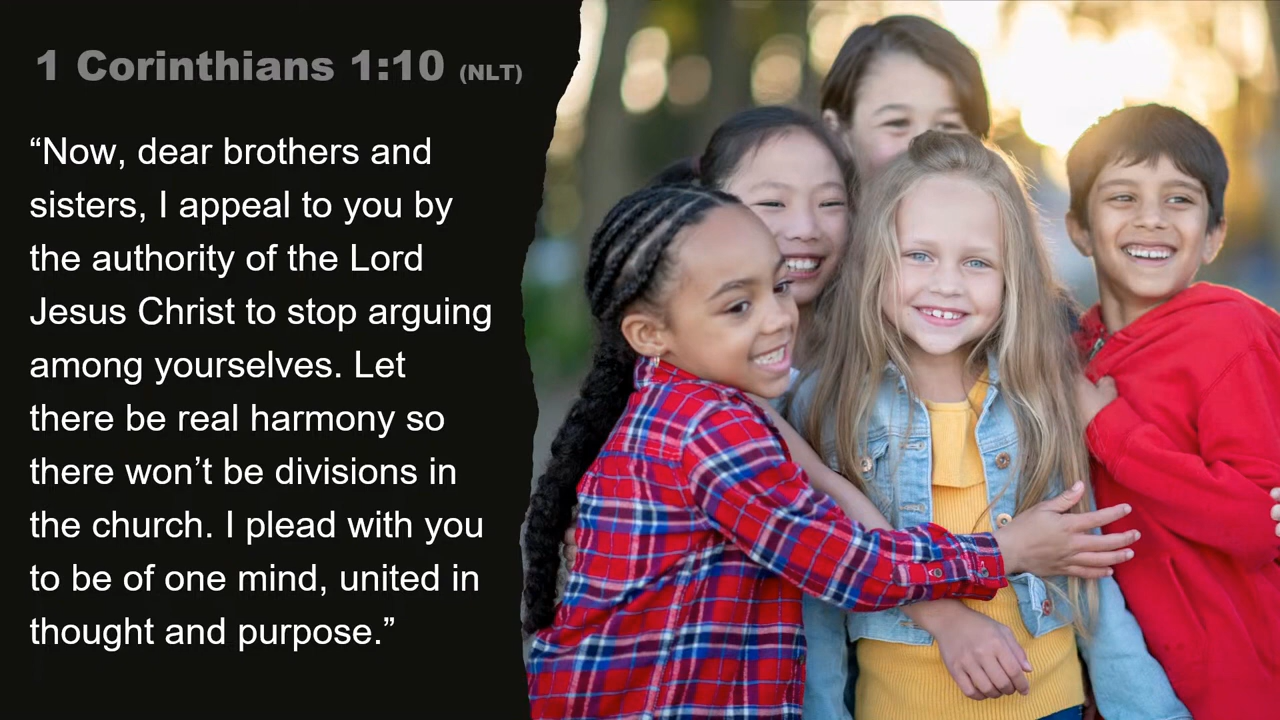 1 Corinthians 1:10 (NLT)
“Now, dear brothers and
sisters, I appeal to you by
the authority of the Lord
Jesus Christ to stop arguing
among yourselves. Let
there be real harmony so
there won’t be divisions in
the church. I plead with you
to be of one mind, united in
thought and purpose.”